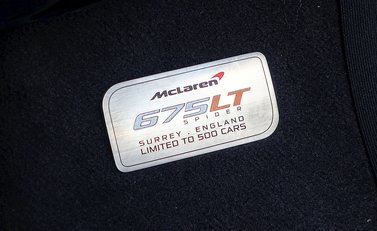 McLaren
675LT
SPIDER
SURREY . ENGLAND
LIMITED TO 500 CARS